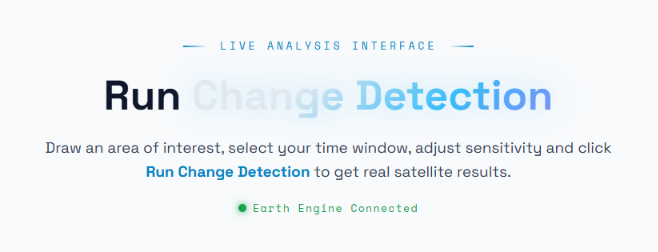 LIVE ANALYSIS INTERFACE
Run Change Detection
Draw an area of interest, select your time window, adjust sensitivity and click
Run Change Detection to get real satellite results.
Earth Engine Connected